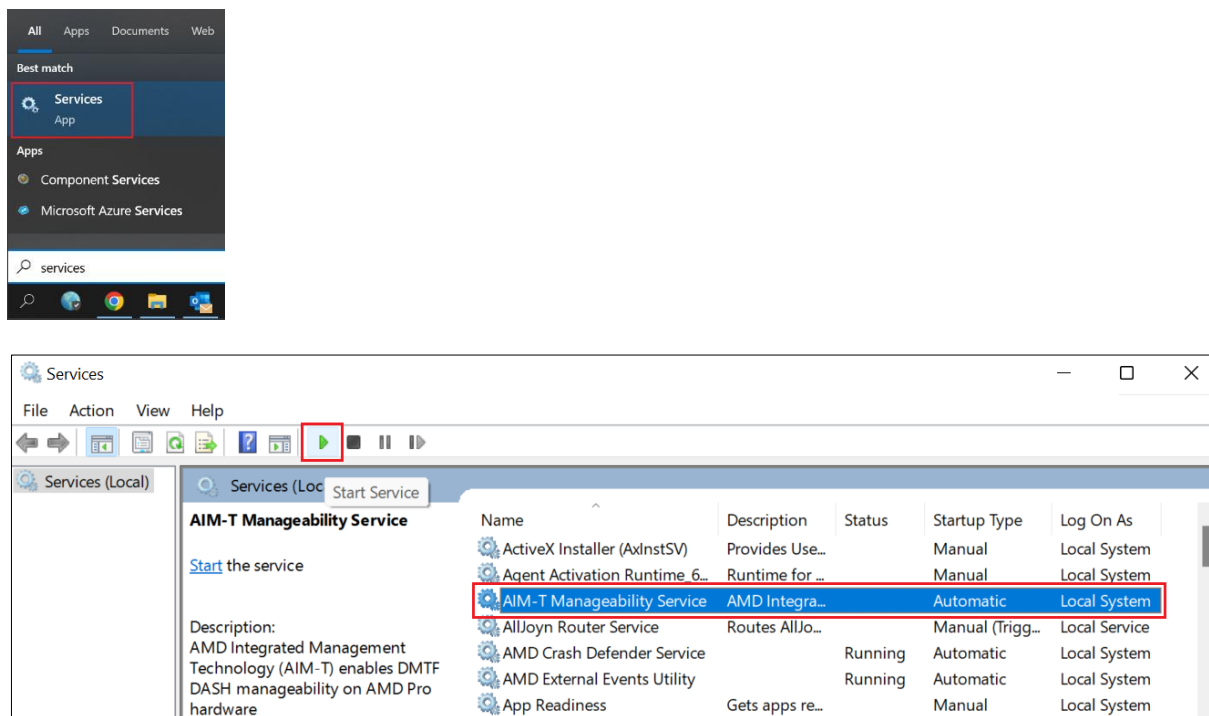 All Apps Documents Web
Best match
Services
App
Apps
Component Services
Microsoft Azure Services
services
Services
File Action View Help
Services (Local)
Services (Loc
Start Service
AIM-T Manageability Service
Start the service
Description:
AMD Integrated Management
Technology (AIM-T) enables DMTF
DASH manageability on AMD Pro
hardware
Name Description Status Startup Type Log On As
ActiveX Installer (AxInstSV) Provides Use... Manual Local System
Agent Activation Runtime_6... Runtime for ... Manual Local System
AIM-T Manageability Service AMD Integra... Automatic Local System
AllJoyn Router Service Routes AllJo... Manual (Trigg... Local Service
AMD Crash Defender Service Running Automatic Local System
AMD External Events Utility Running Automatic Local System
App Readiness Gets apps re... Manual Local System